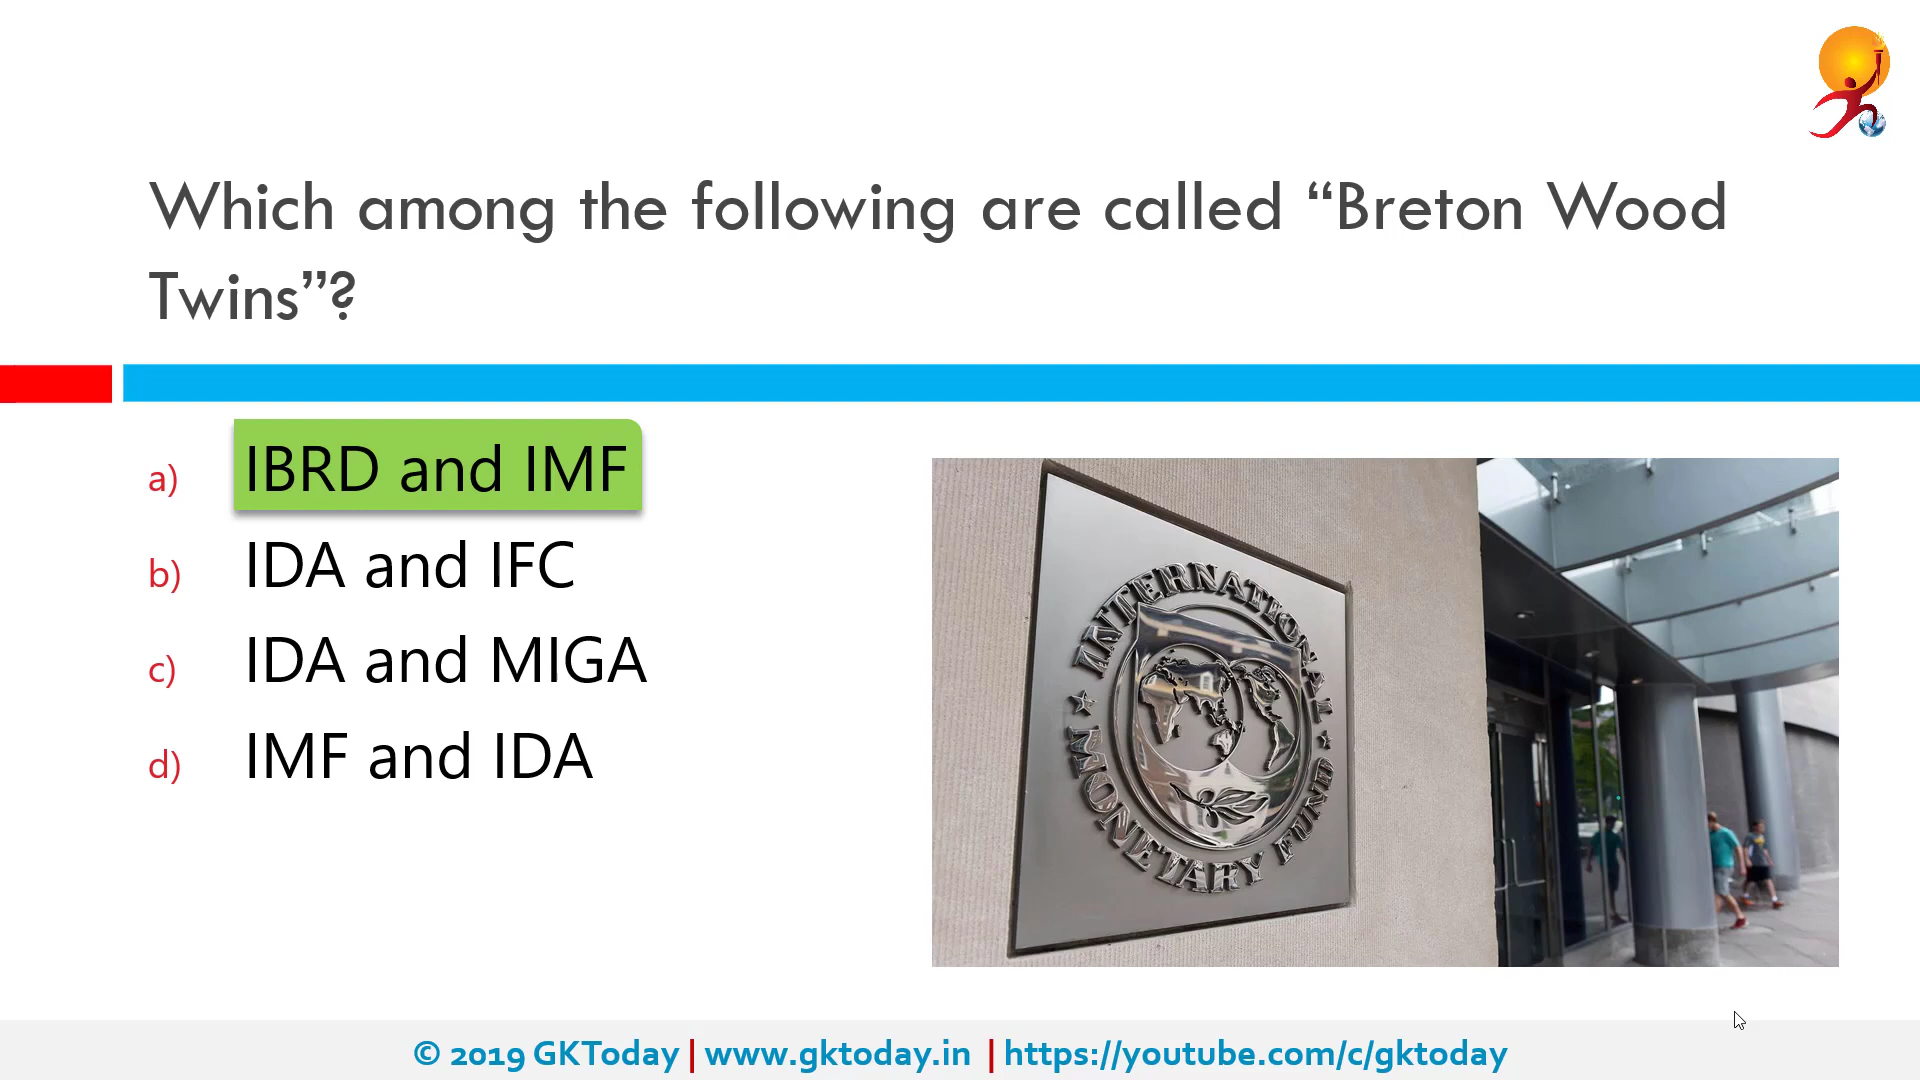 Which among the following are called “Breton Wood
Twins”?
a) IBRD and IMF
b) IDA and IFC
c) IDA and MIGA
d) IMF and IDA
INTERNATIONAL
MONETARY FUND
© 2019 GKToday | www.gktoday.in | https://youtube.com/c/gktoday